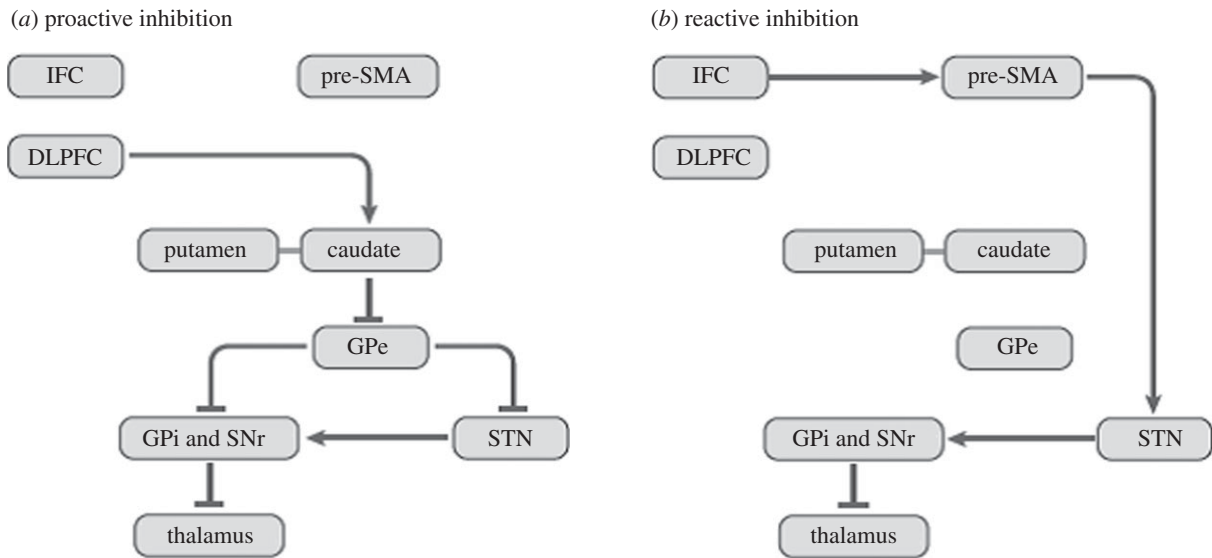 (a) proactive inhibition
IFC
pre-SMA
DLPFC
putamen
caudate
GPe
GPi and SNr
STN
thalamus
(b) reactive inhibition
IFC
pre-SMA
DLPFC
putamen
caudate
GPe
GPi and SNr
STN
thalamus